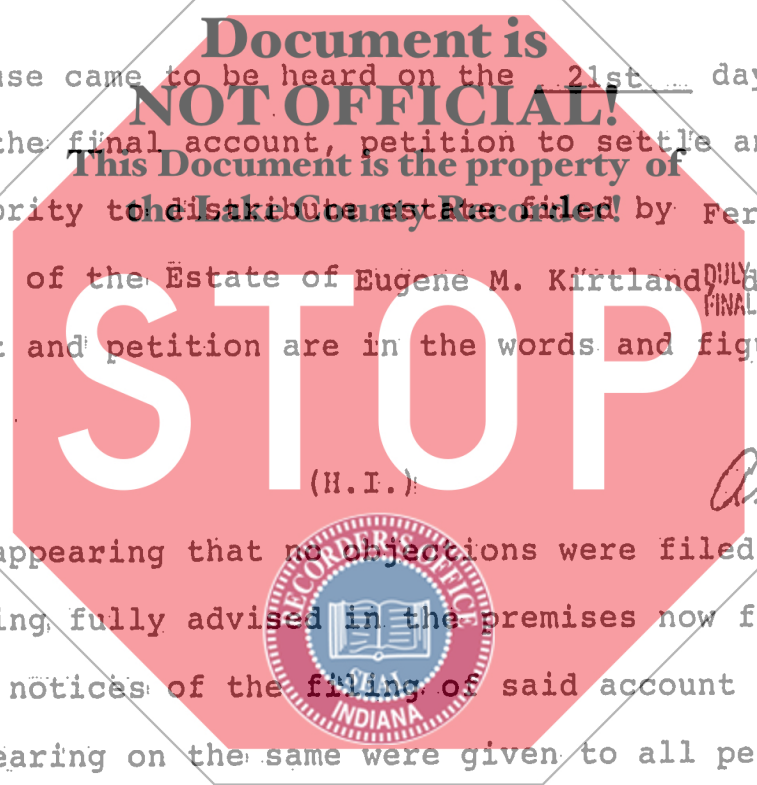 Document is
use came to be heard on the 21st day
NOT OFFICIAL!
the final account, petition to settle an
This Document is the property of
ority to distribute estate filed by Fer
the Lake County Recorder!
of the Estate of Eugene M. Kirtland, d
DULY
FINAL
t and petition are in the words and figu
STOP
(H.I.)
appearing that no objections were filed
RECORDER'S OFFICE
ing fully advised in the premises now f
notices of the filing of said account
SEAL
INDIANA
earing on the same were given to all pe